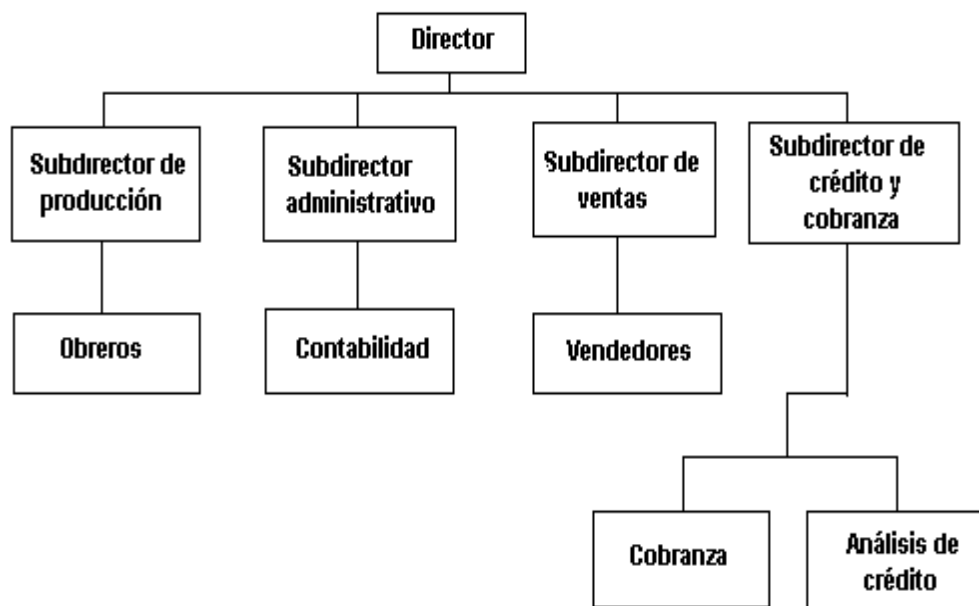 Director
Subdirector de
producción
Subdirector
administrativo
Subdirector de
ventas
Subdirector de
crédito y
cobranza
Obreros
Contabilidad
Vendedores
Cobranza
Análisis de
crédito